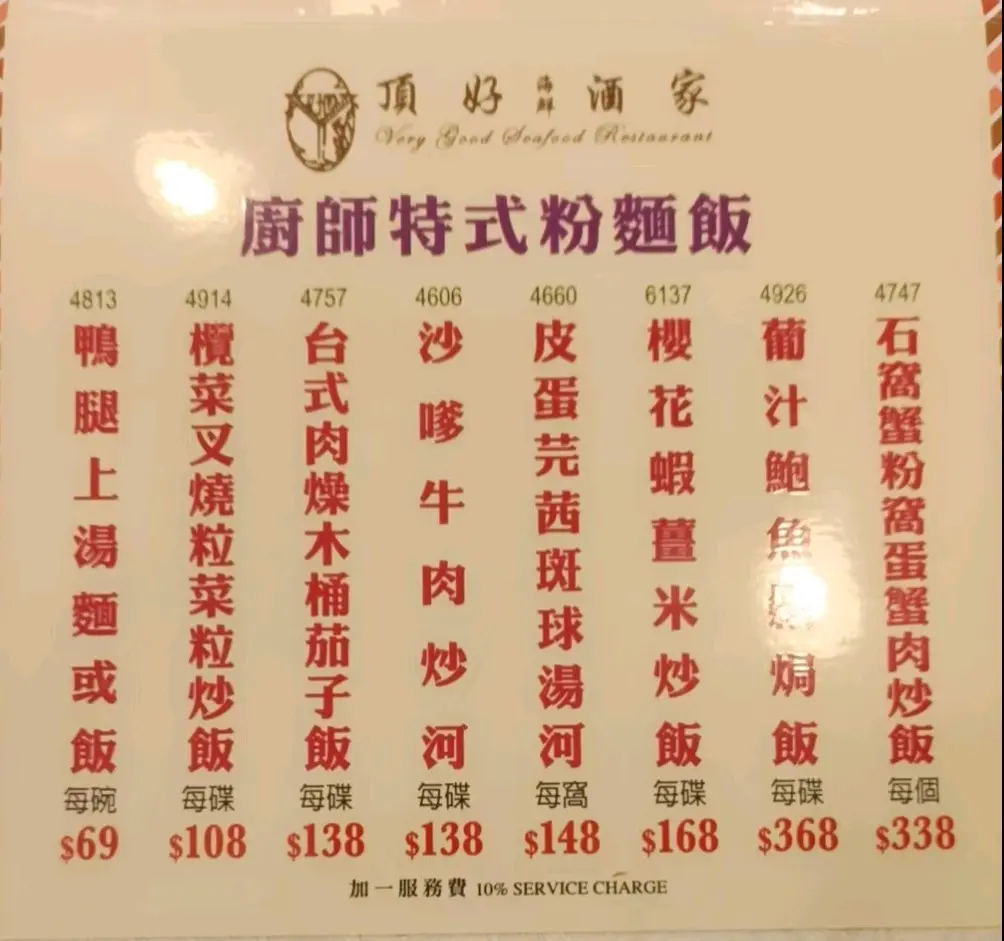 頂好海鮮酒家
Very Good Seafood Restaurant
廚師特式粉麵飯
4813
鴨腿上湯麵或飯
每碗
$69
4914
欖菜叉燒粒菜粒炒飯
每碟
$108
4757
台式肉燥木桶茄子飯
每碟
$138
4606
沙嗲牛肉炒河
每碟
$138
4660
皮蛋芫茜斑球湯河
每窩
$148
6137
櫻花蝦薑米炒飯
每碟
$168
4926
葡汁鮑魚焗飯
每碟
$368
4747
石窩蟹粉窩蛋蟹肉炒飯
每個
$338
加一服務費 10% SERVICE CHARGE